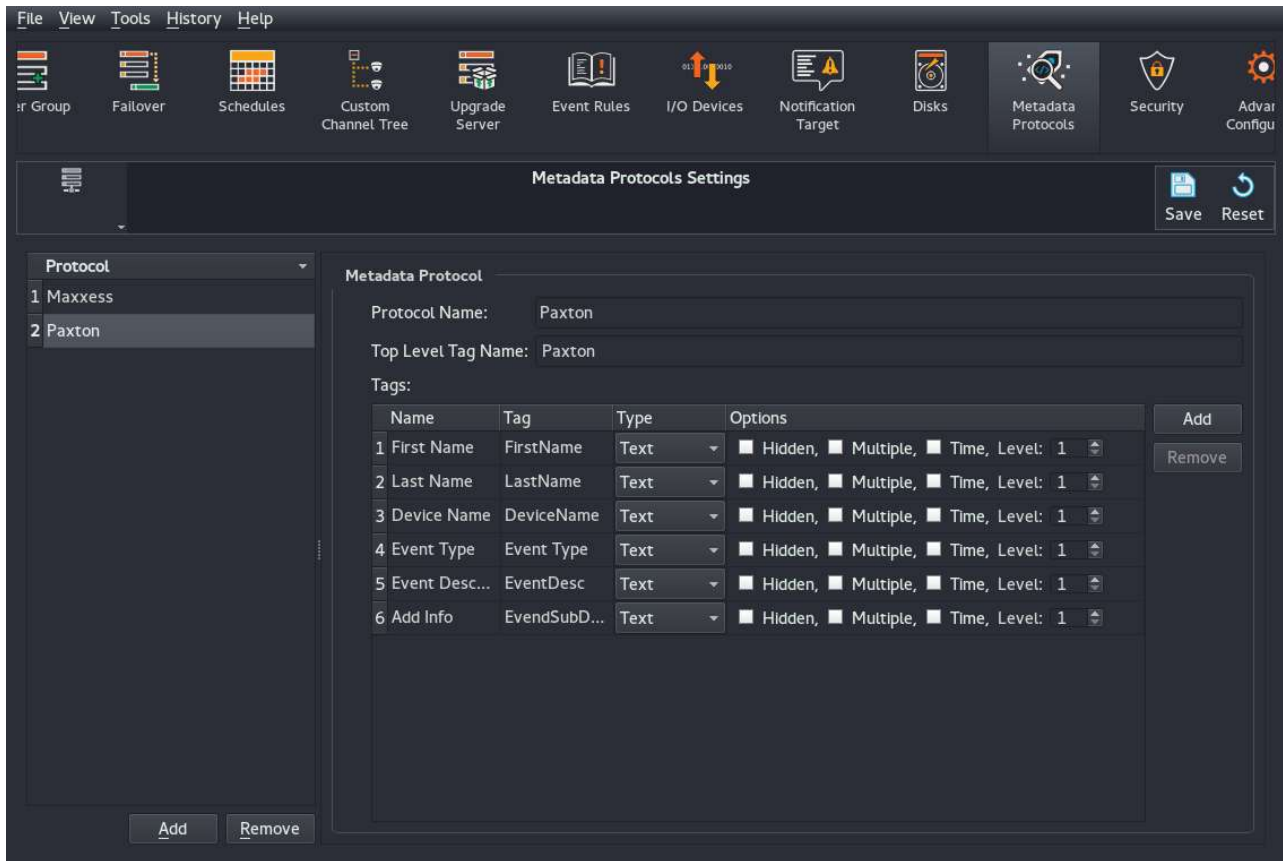 File View Tools History Help
er Group Failover Schedules Custom Channel Tree Upgrade Server Event Rules I/O Devices Notification Target Disks Metadata Protocols Security Advar Configu
Metadata Protocols Settings
Save Reset
Protocol
1 Maxxess
2 Paxton
Metadata Protocol
Protocol Name: Paxton
Top Level Tag Name: Paxton
Tags:
Name Tag Type Options
1 First Name FirstName Text Hidden, Multiple, Time, Level: 1
2 Last Name LastName Text Hidden, Multiple, Time, Level: 1
3 Device Name DeviceName Text Hidden, Multiple, Time, Level: 1
4 Event Type Event Type Text Hidden, Multiple, Time, Level: 1
5 Event Desc... EventDesc Text Hidden, Multiple, Time, Level: 1
6 Add Info EvendSubD... Text Hidden, Multiple, Time, Level: 1
Add
Remove
Add Remove